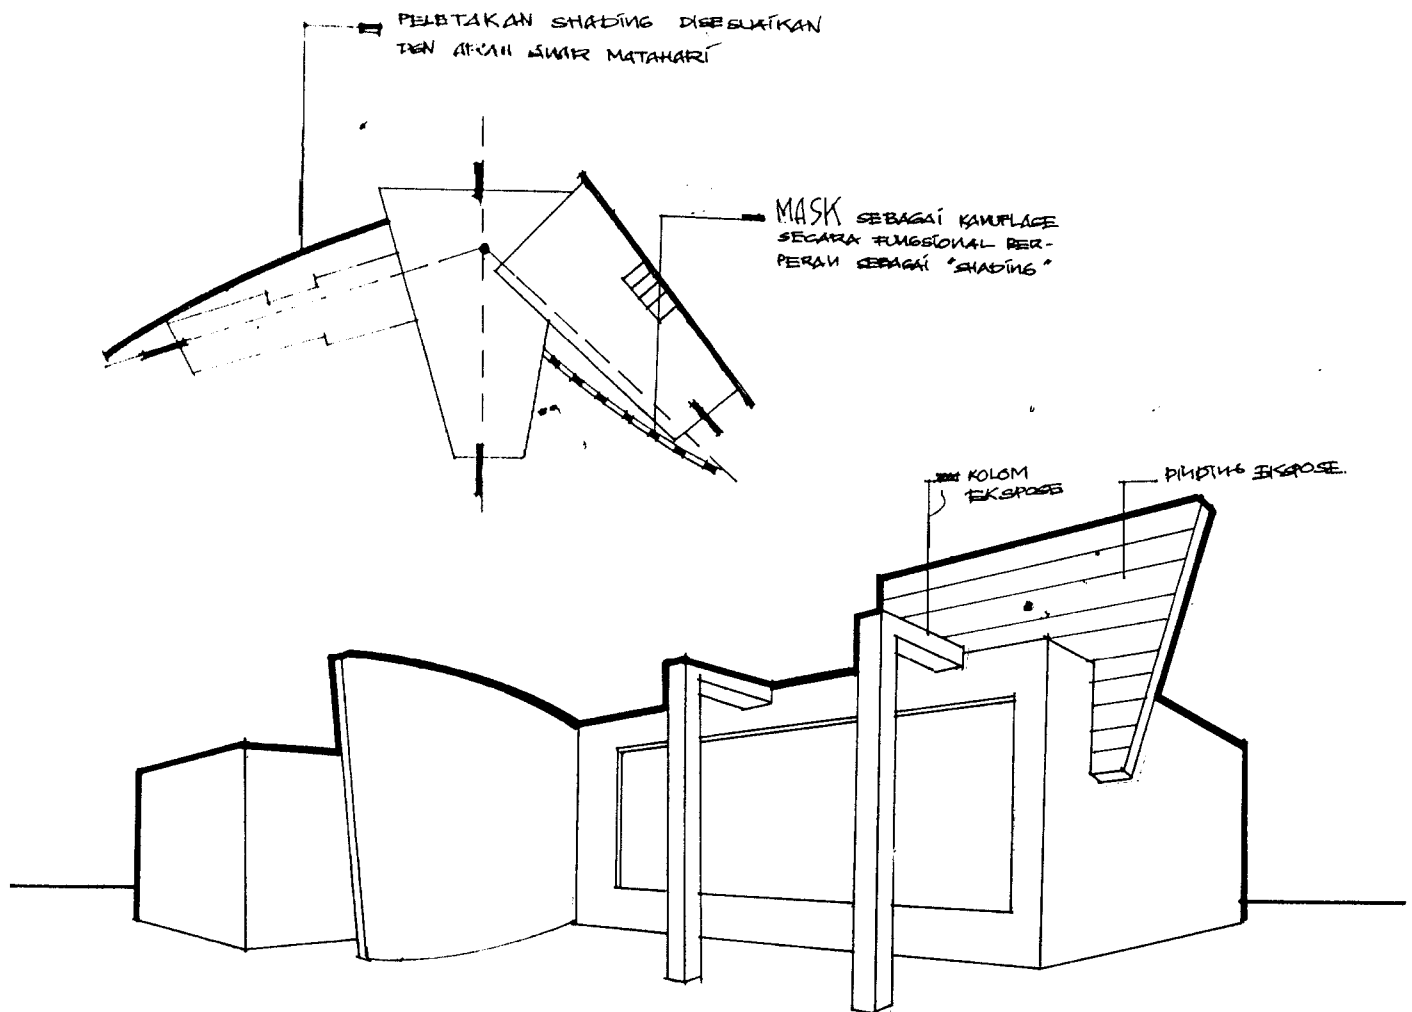 PELETAKAN SHADING DISESUAIKAN
DEN ARAH SINAR MATAHARI
MASK SEBAGAI KAMUFLAGE
SECARA FUNGSIONAL BER-
PERAN SEBAGAI "SHADING"
KOLOM
EKSPOSE
DINDING EKSPOSE.